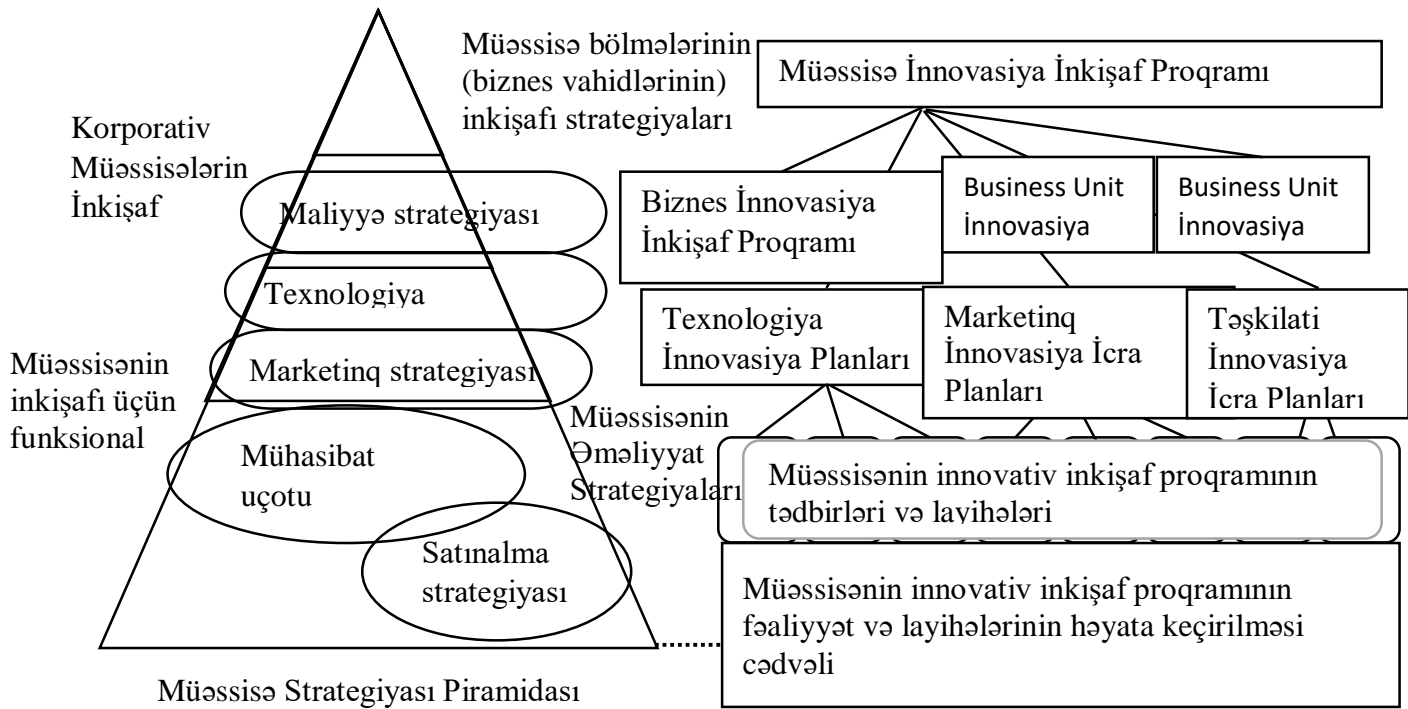 Müəssisə bölmələrinin
(biznes vahidlərinin)
inkişafı strategiyaları
Korporativ
Müəssisələrin
İnkişaf
Maliyyə strategiyası
Texnologiya
Marketinq strategiyası
Müəssisənin
inkişafı üçün
funksional
Mühasibat
uçotu
Satınalma
strategiyası
Müəssisənin
Əməliyyat
Strategiyaları
Müəssisə Strategiyası Piramidası
Müəssisə İnnovasiya İnkişaf Proqramı
Biznes İnnovasiya
İnkişaf Proqramı
Business Unit
İnnovasiya
Business Unit
İnnovasiya
Texnologiya
İnnovasiya Planları
Marketinq
İnnovasiya İcra
Planları
Təşkilati
İnnovasiya
İcra Planları
Müəssisənin innovativ inkişaf proqramının
tədbirləri və layihələri
Müəssisənin innovativ inkişaf proqramının
fəaliyyət və layihələrinin həyata keçirilməsi
cədvəli